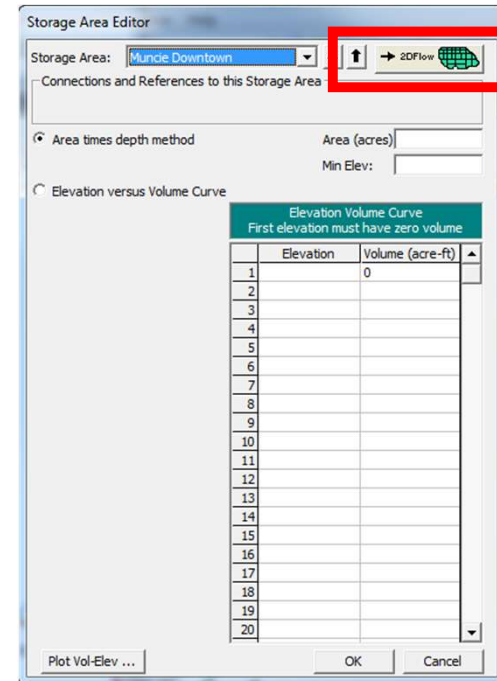 Storage Area Editor
Storage Area: Muncie Downtown → 2DFlow
Connections and References to this Storage Area
Area times depth method Area (acres)
Min Elev:
Elevation versus Volume Curve
Elevation Volume Curve
First elevation must have zero volume
Elevation Volume (acre-ft)
1 0
2
3
4
5
6
7
8
9
10
11
12
13
14
15
16
17
18
19
20
Plot Vol-Elev ... OK Cancel